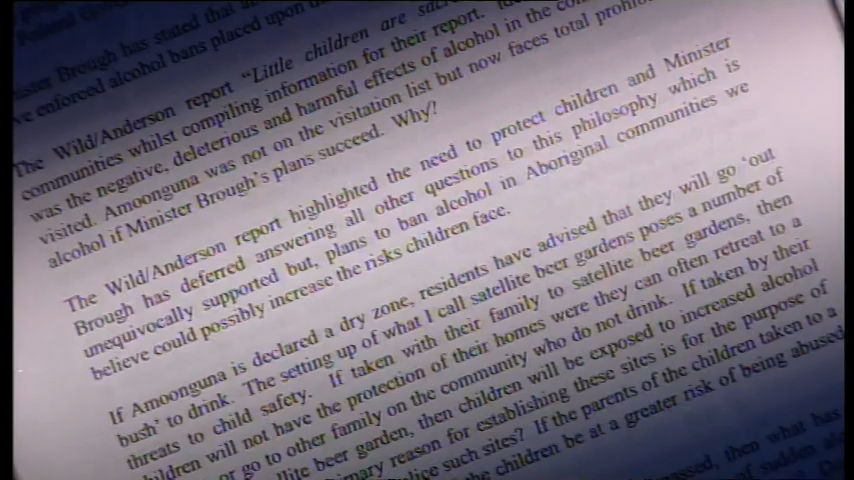 ster Brough has stated that a
ve enforced alcohol bans placed upon
The Wild/Anderson report "Little children are sac
communities whilst compiling information for their report.
was the negative, deleterious and harmful effects of alcohol in the com
visited. Amoonguna was not on the visitation list but now faces total prohi
alcohol if Minister Brough's plans succeed. Why?
The Wild/Anderson report highlighted the need to protect children and Minister
Brough has deferred answering all other questions to this philosophy which is
unequivocally supported but, plans to ban alcohol in Aboriginal communities we
believe could possibly increase the risks children face.
If Amoonguna is declared a dry zone, residents have advised that they will go 'out
bush' to drink. The setting up of what I call satellite beer gardens poses a number of
threats to child safety. If taken with their family to satellite beer gardens, then
children will not have the protection of their homes were they can often retreat to a
or go to other family on the community who do not drink. If taken by their
llite beer garden, then children will be exposed to increased alcohol
imary reason for establishing these sites is for the purpose of
lice such sites? If the parents of the children taken to a
the children be at a greater risk of being abused
assed, then what has
of sudden